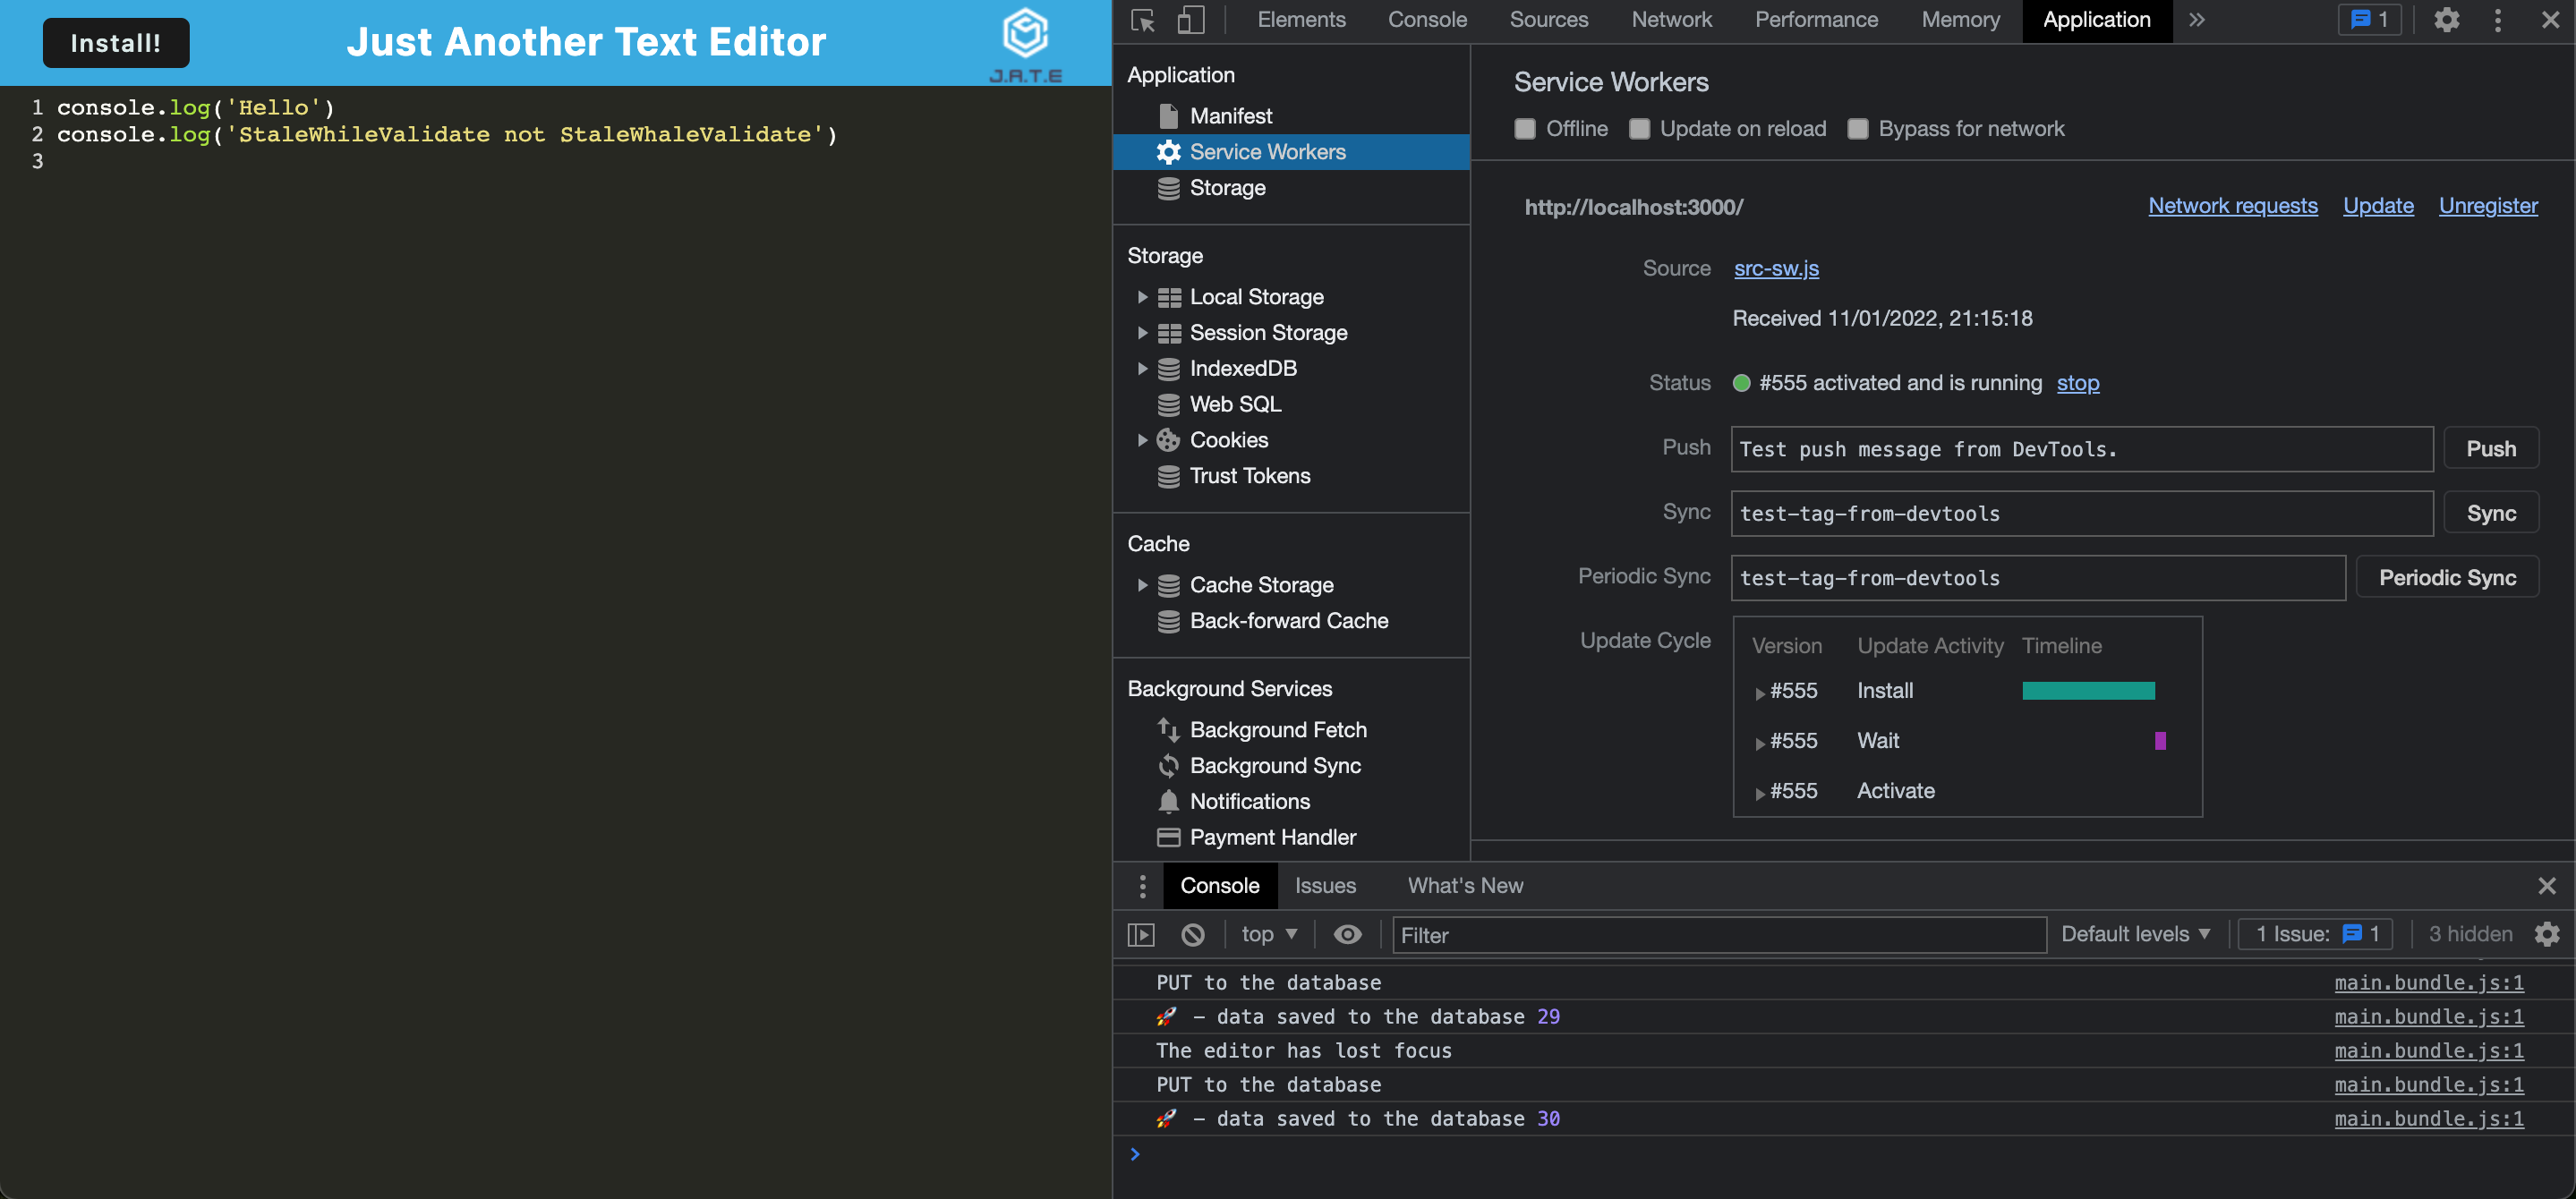 Install!
Just Another Text Editor
J.A.T.E
1 console.log('Hello')
2 console.log('StaleWhileValidate not StaleWhaleValidate')
3
Elements Console Sources Network Performance Memory Application 1
Application
Manifest
Service Workers
Storage
Storage
Local Storage
Session Storage
IndexedDB
Web SQL
Cookies
Trust Tokens
Cache
Cache Storage
Back-forward Cache
Background Services
Background Fetch
Background Sync
Notifications
Payment Handler
Service Workers
Offline Update on reload Bypass for network
http://localhost:3000/ Network requests Update Unregister
Source src-sw.js
Received 11/01/2022, 21:15:18
Status #555 activated and is running stop
Push Test push message from DevTools. Push
Sync test-tag-from-devtools Sync
Periodic Sync test-tag-from-devtools Periodic Sync
Update Cycle Version Update Activity Timeline
#555 Install
#555 Wait
#555 Activate
Console Issues What's New
top Filter Default levels 1 Issue: 1 3 hidden
PUT to the database main.bundle.js:1
🚀 – data saved to the database 29 main.bundle.js:1
The editor has lost focus main.bundle.js:1
PUT to the database main.bundle.js:1
🚀 – data saved to the database 30 main.bundle.js:1